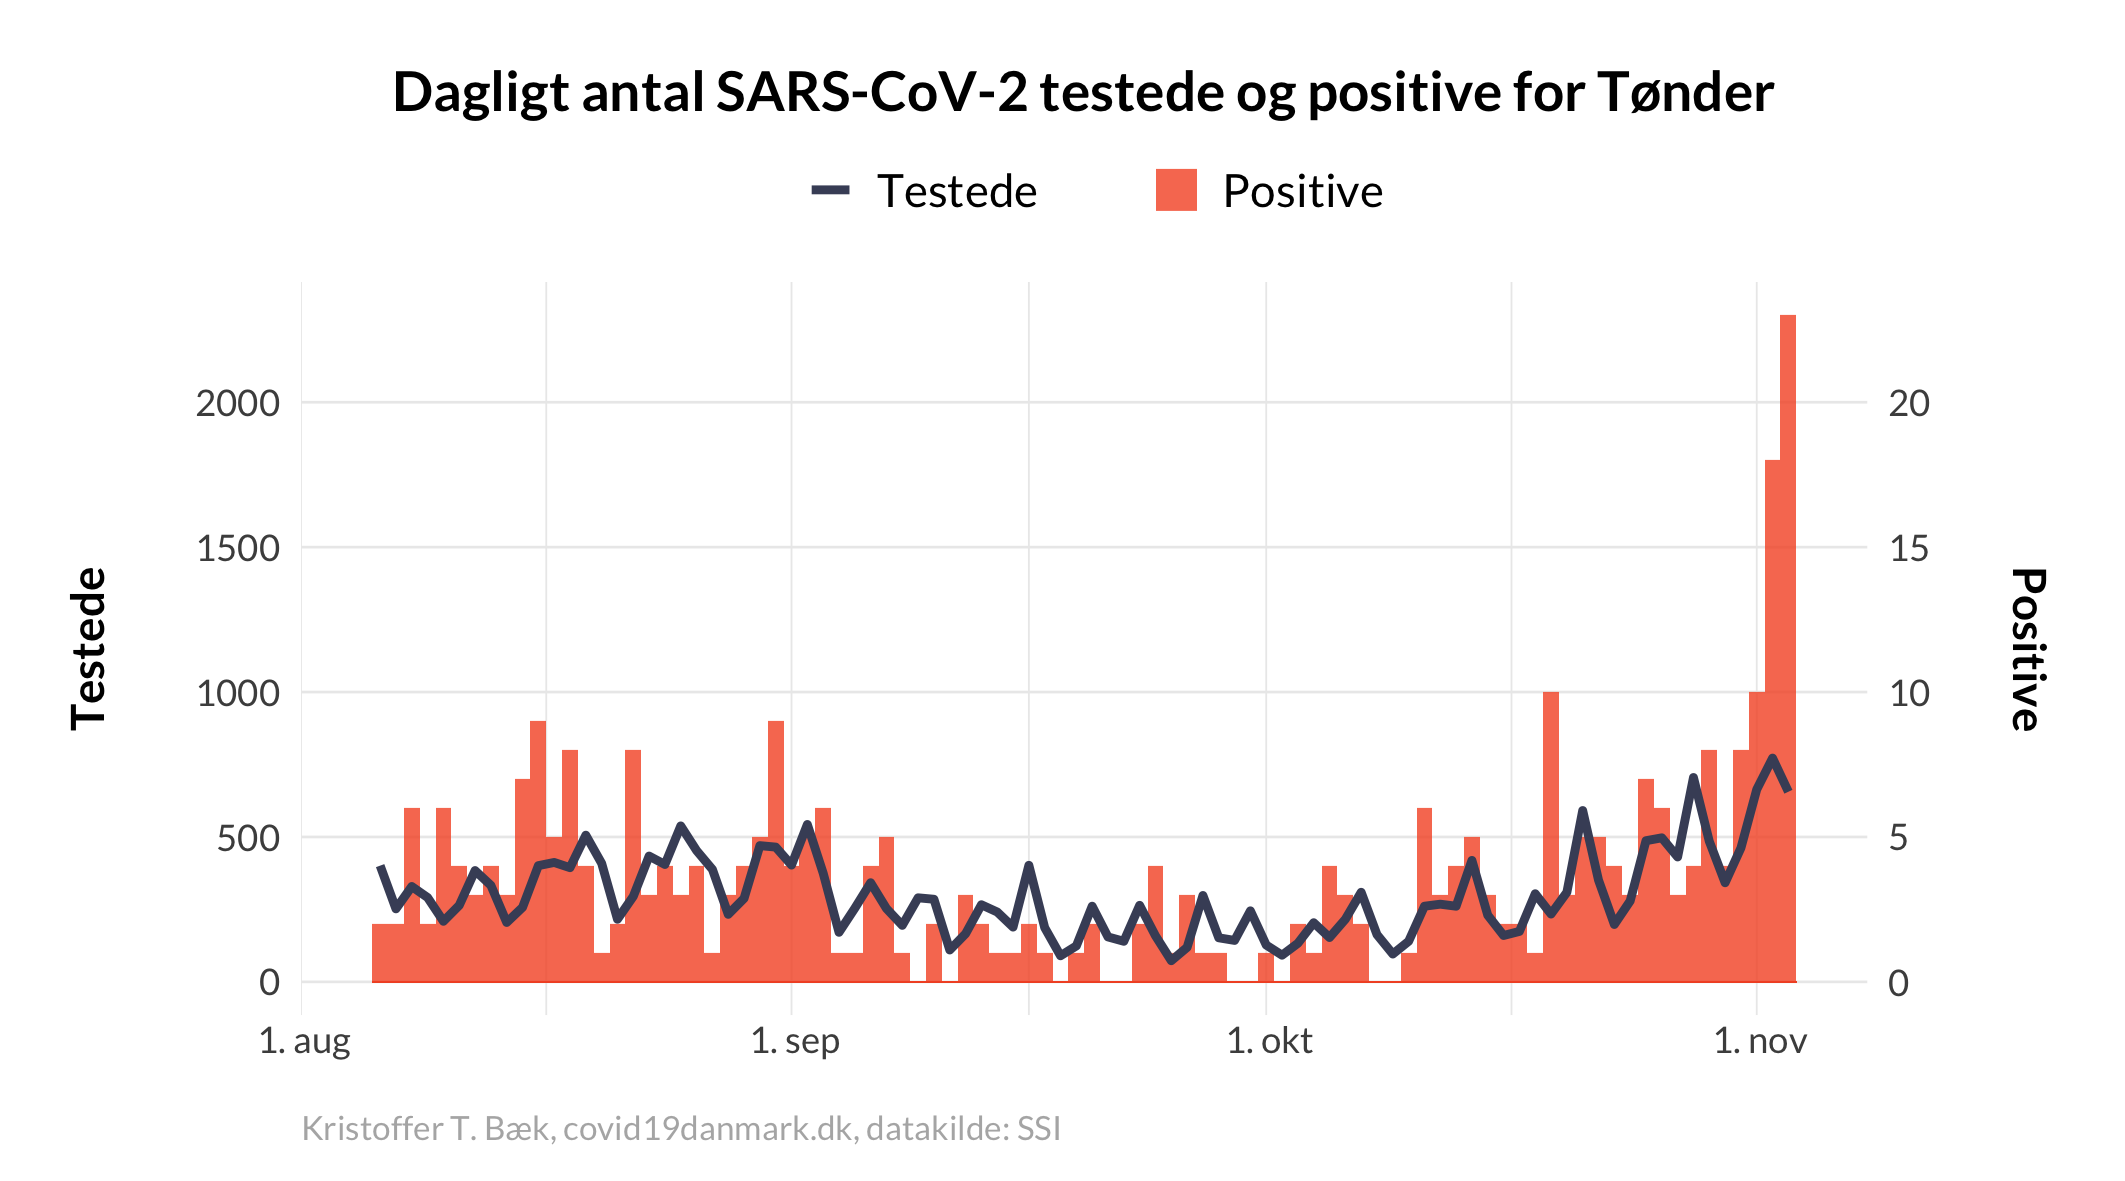 Dagligt antal SARS-CoV-2 testede og positive for Tønder
Testede Positive
2000 20
1500 15
1000 10
500 5
0 0
Testede
Positive
1. aug 1. sep 1. okt 1. nov
Kristoffer T. Bæk, covid19danmark.dk, datakilde: SSI